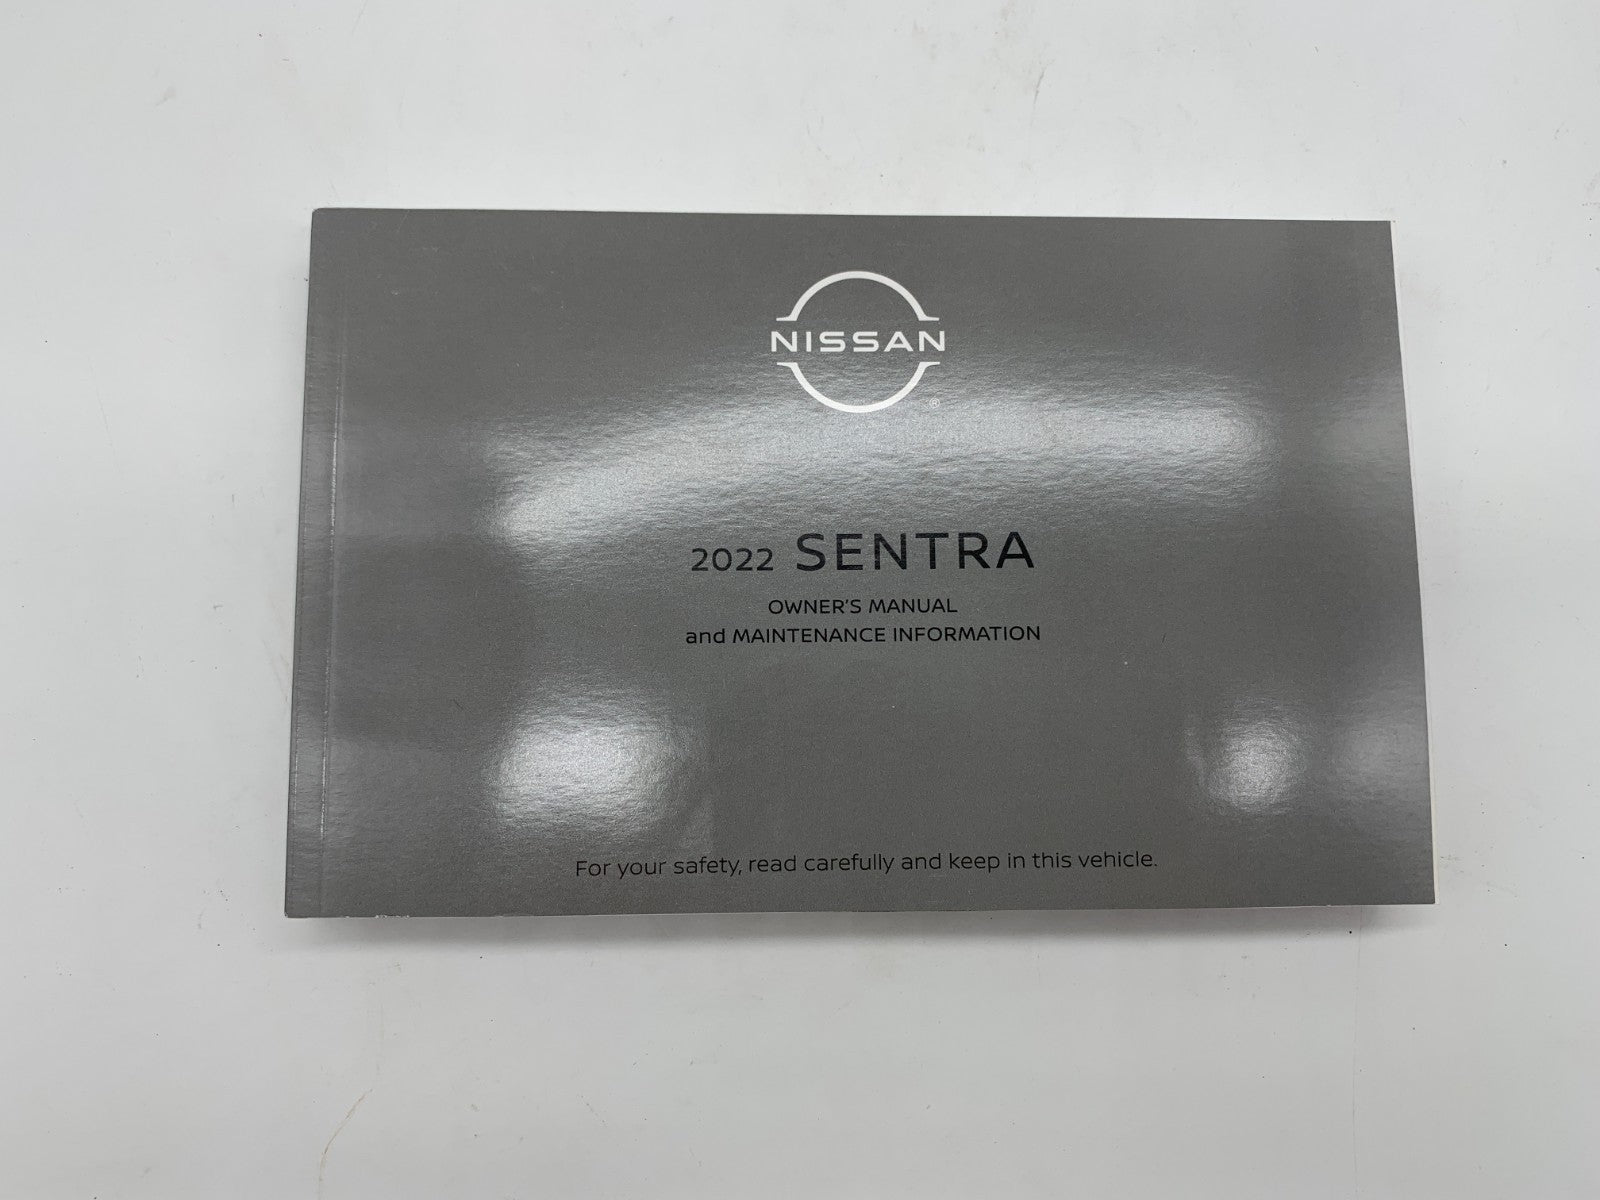 NISSAN
®
2022 SENTRA
OWNER'S MANUAL
and MAINTENANCE INFORMATION
For your safety, read carefully and keep in this vehicle.